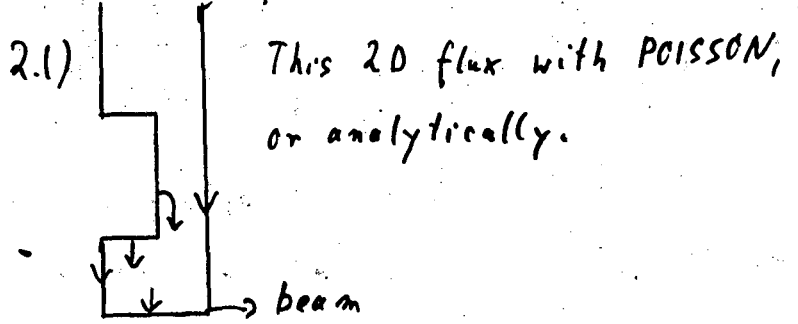 2.1) This 2D flux with POISSON,
or analytically.
beam